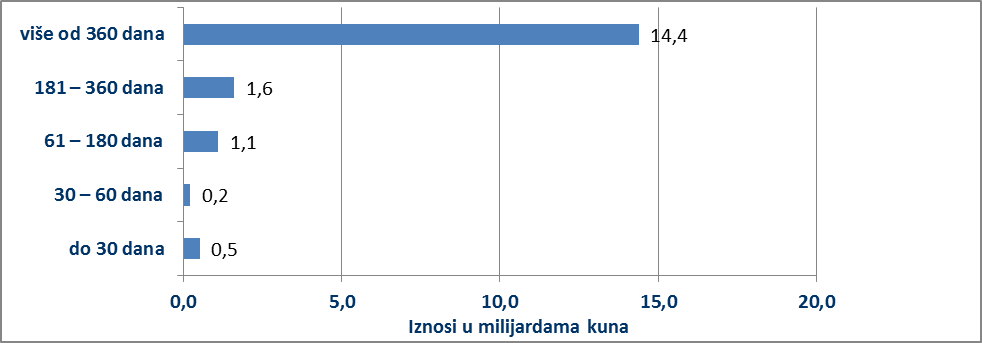 više od 360 dana 14,4
181 – 360 dana 1,6
61 – 180 dana 1,1
30 – 60 dana 0,2
do 30 dana 0,5
0,0 5,0 10,0 15,0 20,0
Iznosi u milijardama kuna